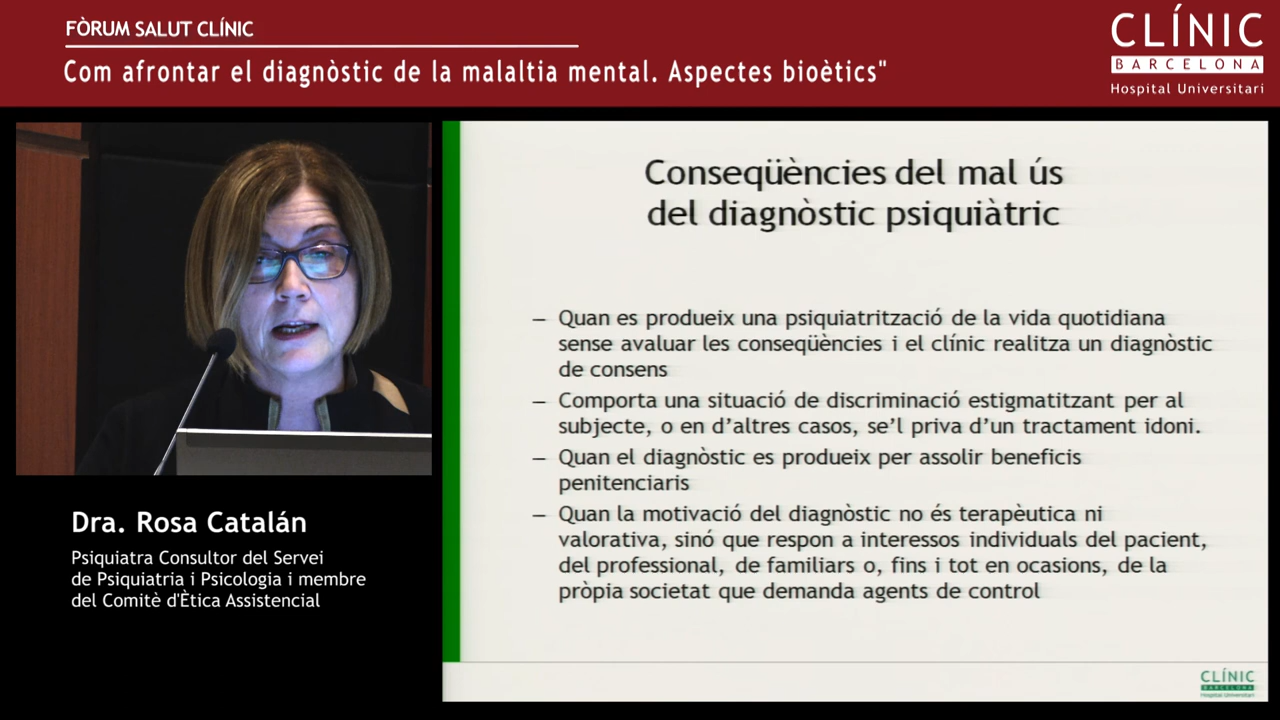 FÒRUM SALUT CLÍNIC
Com afrontar el diagnòstic de la malaltia mental. Aspectes bioètics"
CLÍNIC
BARCELONA
Hospital Universitari
Conseqüències del mal ús
del diagnòstic psiquiàtric
– Quan es produeix una psiquiatrització de la vida quotidiana
sense avaluar les conseqüències i el clínic realitza un diagnòstic
de consens
– Comporta una situació de discriminació estigmatitzant per al
subjecte, o en d’altres casos, se’l priva d’un tractament idoni.
– Quan el diagnòstic es produeix per assolir beneficis
penitenciaris
– Quan la motivació del diagnòstic no és terapèutica ni
valorativa, sinó que respon a interessos individuals del pacient,
del professional, de familiars o, fins i tot en ocasions, de la
pròpia societat que demanda agents de control
Dra. Rosa Catalán
Psiquiatra Consultor del Servei
de Psiquiatria i Psicologia i membre
del Comitè d'Ètica Assistencial
CLÍNIC
BARCELONA
Hospital Universitari